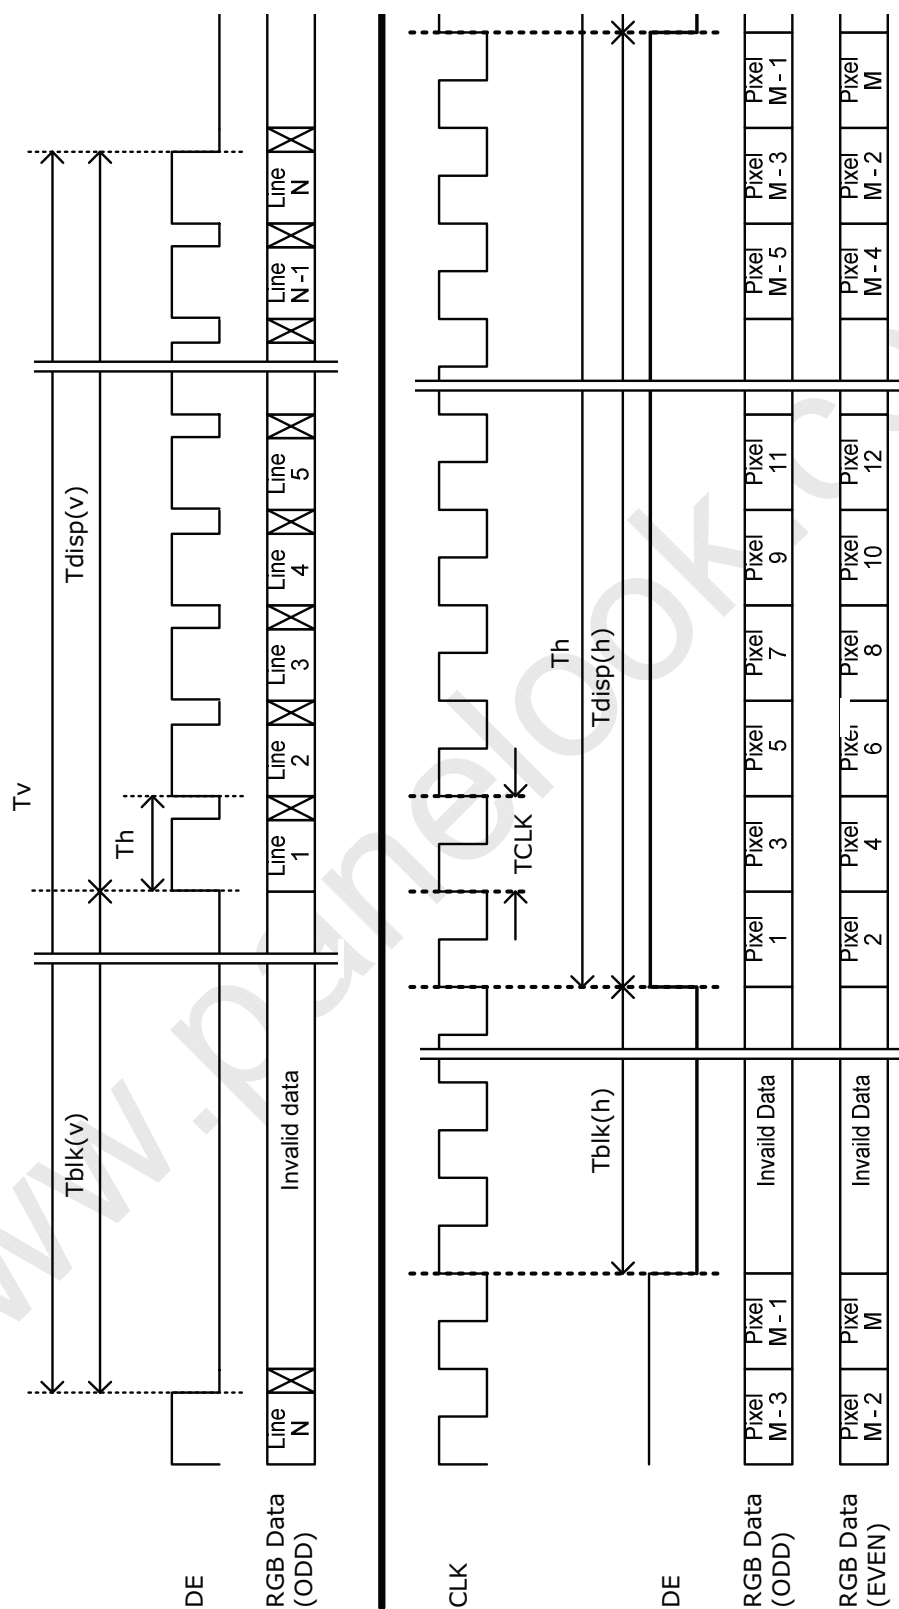 Tv
Tblk(v)
Tdisp(v)
Th
DE
RGB Data
(ODD)
Line
N
Invalid data
Line
1
Line
2
Line
3
Line
4
Line
5
Line
N-1
Line
N
CLK
TCLK
Th
Tblk(h)
Tdisp(h)
DE
RGB Data
(ODD)
Pixel
M - 3
Pixel
M - 1
Invaild Data
Pixel
1
Pixel
3
Pixel
5
Pixel
7
Pixel
9
Pixel
11
Pixel
M - 5
Pixel
M - 3
Pixel
M - 1
RGB Data
(EVEN)
Pixel
M - 2
Pixel
M
Invaild Data
Pixel
2
Pixel
4
Pixel
6
Pixel
8
Pixel
10
Pixel
12
Pixel
M - 4
Pixel
M - 2
Pixel
M